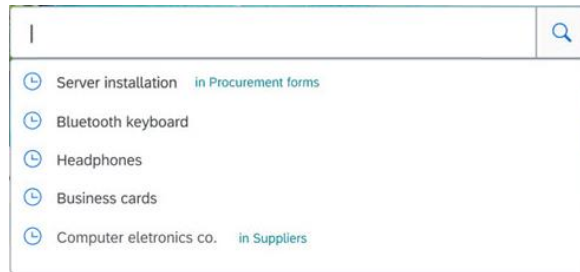 Server installation in Procurement forms
Bluetooth keyboard
Headphones
Business cards
Computer eletronics co. in Suppliers